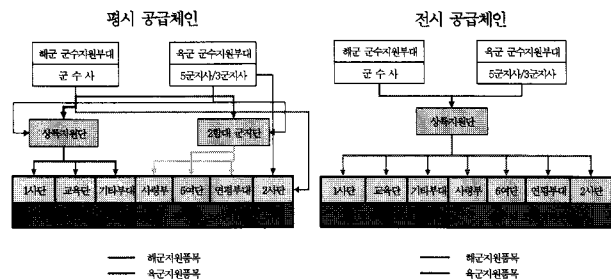 평시 공급체인
해군 군수지원부대
군 수 사
육군 군수지원부대
5군지사/3군지사
상륙지원단
2함대 군지단
1사단 교육단 기타부대 사령부 6여단 연평부대 2사단
해군지원품목
육군지원품목
전시 공급체인
해군 군수지원부대
군 수 사
육군 군수지원부대
5군지사/3군지사
상륙지원단
1사단 교육단 기타부대 사령부 6여단 연평부대 2사단
해군지원품목
육군지원품목